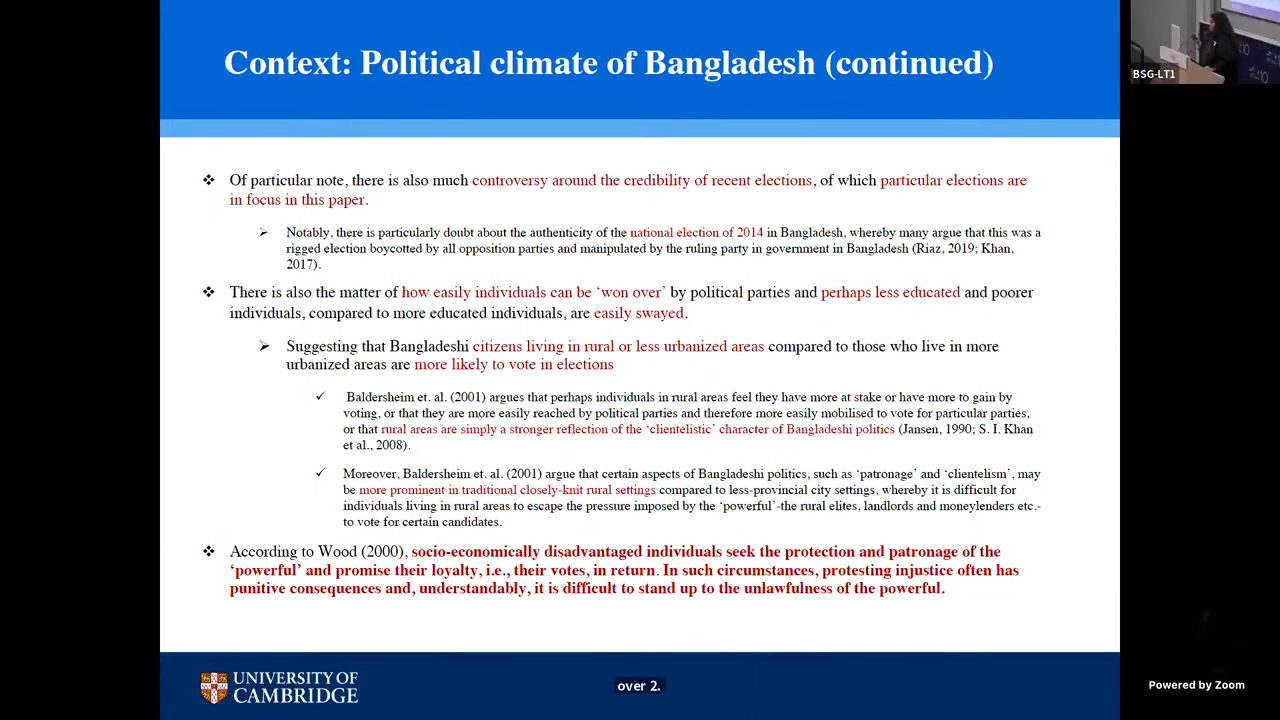 Context: Political climate of Bangladesh (continued)
BSG-LT1
❖ Of particular note, there is also much controversy around the credibility of recent elections, of which particular elections are
in focus in this paper.
➢ Notably, there is particularly doubt about the authenticity of the national election of 2014 in Bangladesh, whereby many argue that this was a
rigged election boycotted by all opposition parties and manipulated by the ruling party in government in Bangladesh (Riaz, 2019; Khan,
2017).
❖ There is also the matter of how easily individuals can be ‘won over’ by political parties and perhaps less educated and poorer
individuals, compared to more educated individuals, are easily swayed.
➢ Suggesting that Bangladeshi citizens living in rural or less urbanized areas compared to those who live in more
urbanized areas are more likely to vote in elections
✓ Baldersheim et. al. (2001) argues that perhaps individuals in rural areas feel they have more at stake or have more to gain by
voting, or that they are more easily reached by political parties and therefore more easily mobilised to vote for particular parties,
or that rural areas are simply a stronger reflection of the ‘clientelistic’ character of Bangladeshi politics (Jansen, 1990; S. I. Khan
et al., 2008).
✓ Moreover, Baldersheim et. al. (2001) argue that certain aspects of Bangladeshi politics, such as ‘patronage’ and ‘clientelism’, may
be more prominent in traditional closely-knit rural settings compared to less-provincial city settings, whereby it is difficult for
individuals living in rural areas to escape the pressure imposed by the ‘powerful’-the rural elites, landlords and moneylenders etc.-
to vote for certain candidates.
❖ According to Wood (2000), socio-economically disadvantaged individuals seek the protection and patronage of the
‘powerful’ and promise their loyalty, i.e., their votes, in return. In such circumstances, protesting injustice often has
punitive consequences and, understandably, it is difficult to stand up to the unlawfulness of the powerful.
UNIVERSITY OF
CAMBRIDGE
over 2.
Powered by Zoom